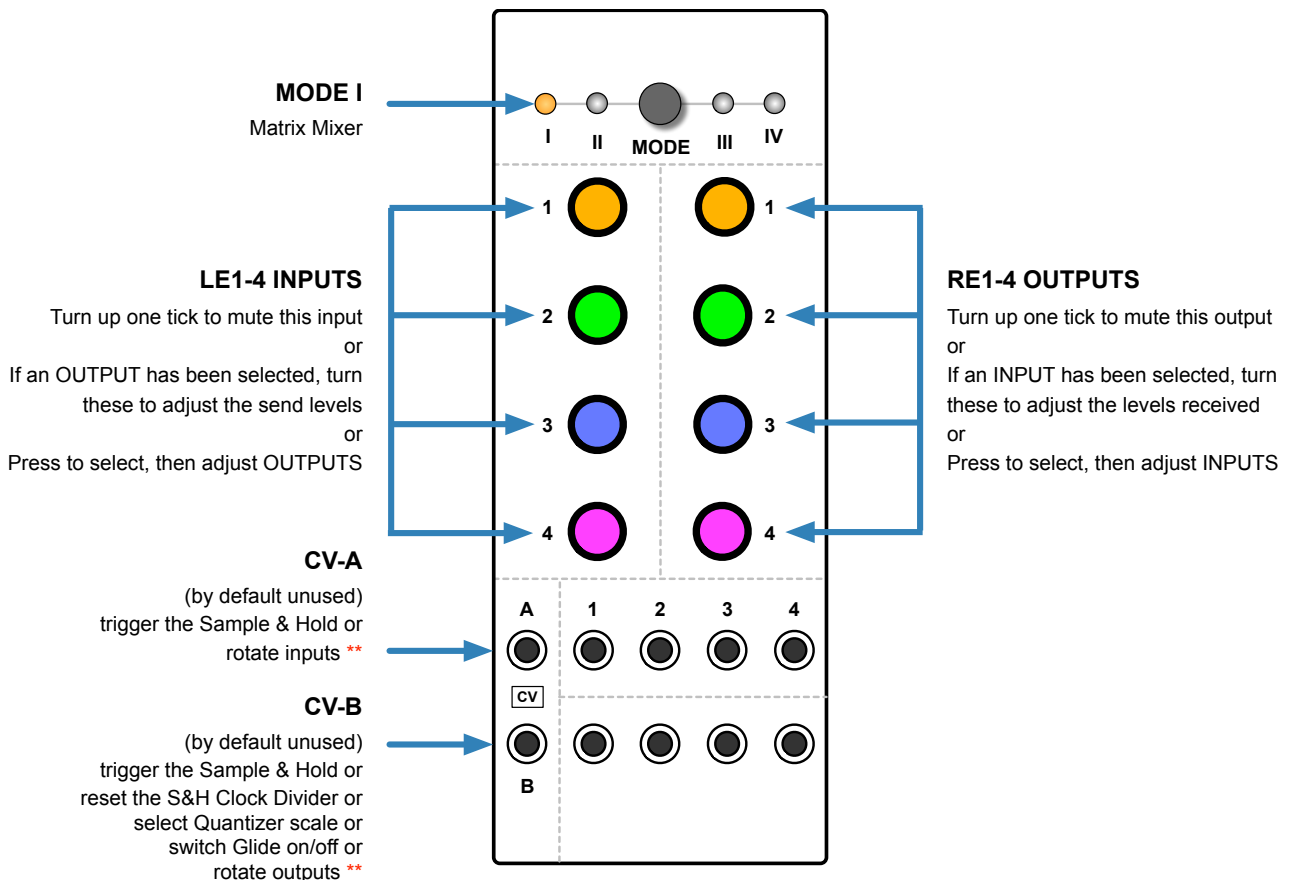 MODE I
Matrix Mixer
I
II
MODE
III
IV
1
1
LE1-4 INPUTS
Turn up one tick to mute this input
or
If an OUTPUT has been selected, turn
these to adjust the send levels
or
Press to select, then adjust OUTPUTS
RE1-4 OUTPUTS
Turn up one tick to mute this output
or
If an INPUT has been selected, turn
these to adjust the levels received
or
Press to select, then adjust INPUTS
2
2
3
3
4
4
CV-A
(by default unused)
trigger the Sample & Hold or
rotate inputs **
A
1
2
3
4
CV
CV-B
(by default unused)
trigger the Sample & Hold or
reset the S&H Clock Divider or
select Quantizer scale or
switch Glide on/off or
rotate outputs **
B